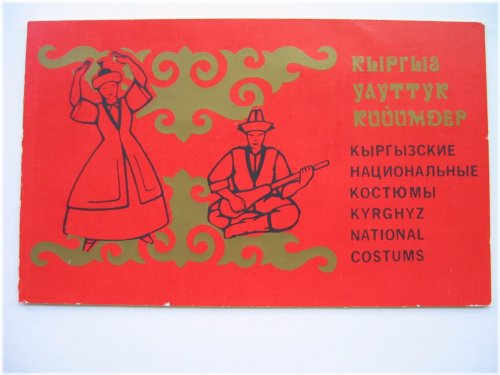 КЫРГЫЗ
УЛУТТУК
КИЙИМДЕР
КЫРГЫЗСКИЕ
НАЦИОНАЛЬНЫЕ
КОСТЮМЫ
KYRGHYZ
NATIONAL
COSTUMS